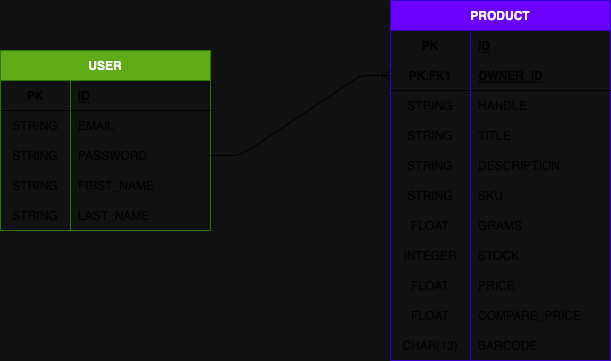 USER
PK ID
STRING EMAIL
STRING PASSWORD
STRING FIRST_NAME
STRING LAST_NAME
PRODUCT
PK ID
PK,FK1 OWNER_ID
STRING HANDLE
STRING TITLE
STRING DESCRIPTION
STRING SKU
FLOAT GRAMS
INTEGER STOCK
FLOAT PRICE
FLOAT COMPARE_PRICE
CHAR(13) BARCODE